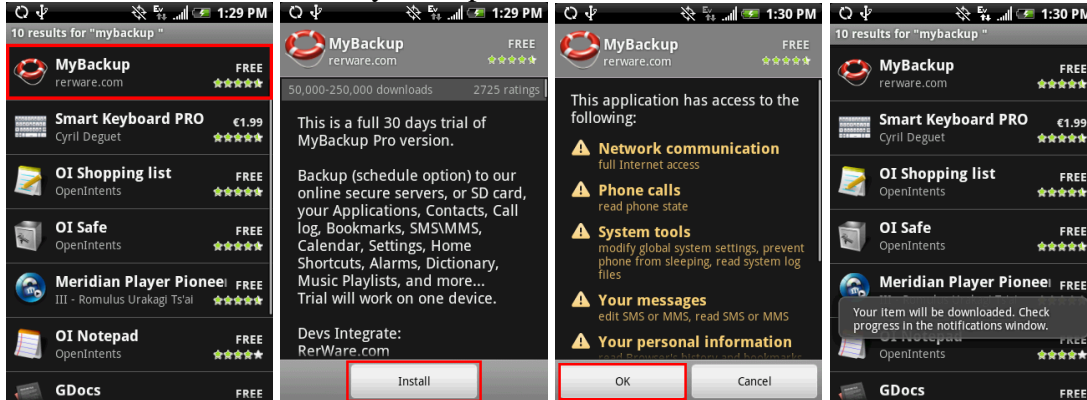 1:29 PM
10 results for "mybackup "
MyBackup FREE
rerware.com
Smart Keyboard PRO €1.99
Cyril Deguet
OI Shopping list FREE
OpenIntents
OI Safe FREE
OpenIntents
Meridian Player Pioneer FREE
III - Romulus Urakagi Ts'ai
OI Notepad FREE
OpenIntents
GDocs FREE
1:29 PM
MyBackup FREE
rerware.com
50,000-250,000 downloads 2725 ratings
This is a full 30 days trial of
MyBackup Pro version.
Backup (schedule option) to our
online secure servers, or SD card,
your Applications, Contacts, Call
log, Bookmarks, SMS\MMS,
Calendar, Settings, Home
Shortcuts, Alarms, Dictionary,
Music Playlists, and more...
Trial will work on one device.
Devs Integrate:
RerWare.com
Install
1:30 PM
MyBackup FREE
rerware.com
This application has access to the
following:
Network communication
full Internet access
Phone calls
read phone state
System tools
modify global system settings, prevent
phone from sleeping, read system log
files
Your messages
edit SMS or MMS, read SMS or MMS
Your personal information
read Browser's history and bookmarks
OK Cancel
1:30 PM
10 results for "mybackup "
MyBackup FREE
rerware.com
Smart Keyboard PRO €1.99
Cyril Deguet
OI Shopping list FREE
OpenIntents
OI Safe FREE
OpenIntents
Meridian Player Pioneer FREE
Your item will be downloaded. Check
progress in the notifications window.
OI Notepad FREE
OpenIntents
GDocs FREE